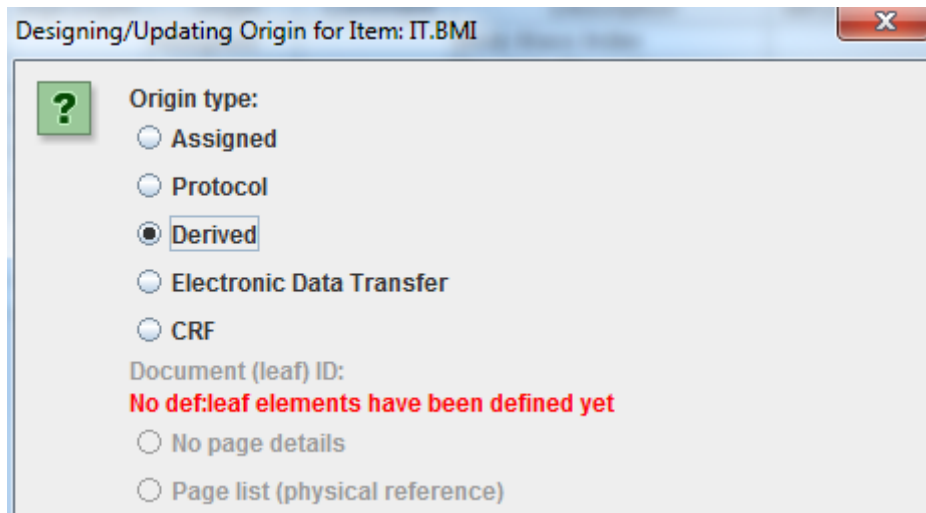 Designing/Updating Origin for Item: IT.BMI
Origin type:
Assigned
Protocol
Derived
Electronic Data Transfer
CRF
Document (leaf) ID:
No def:leaf elements have been defined yet
No page details
Page list (physical reference)